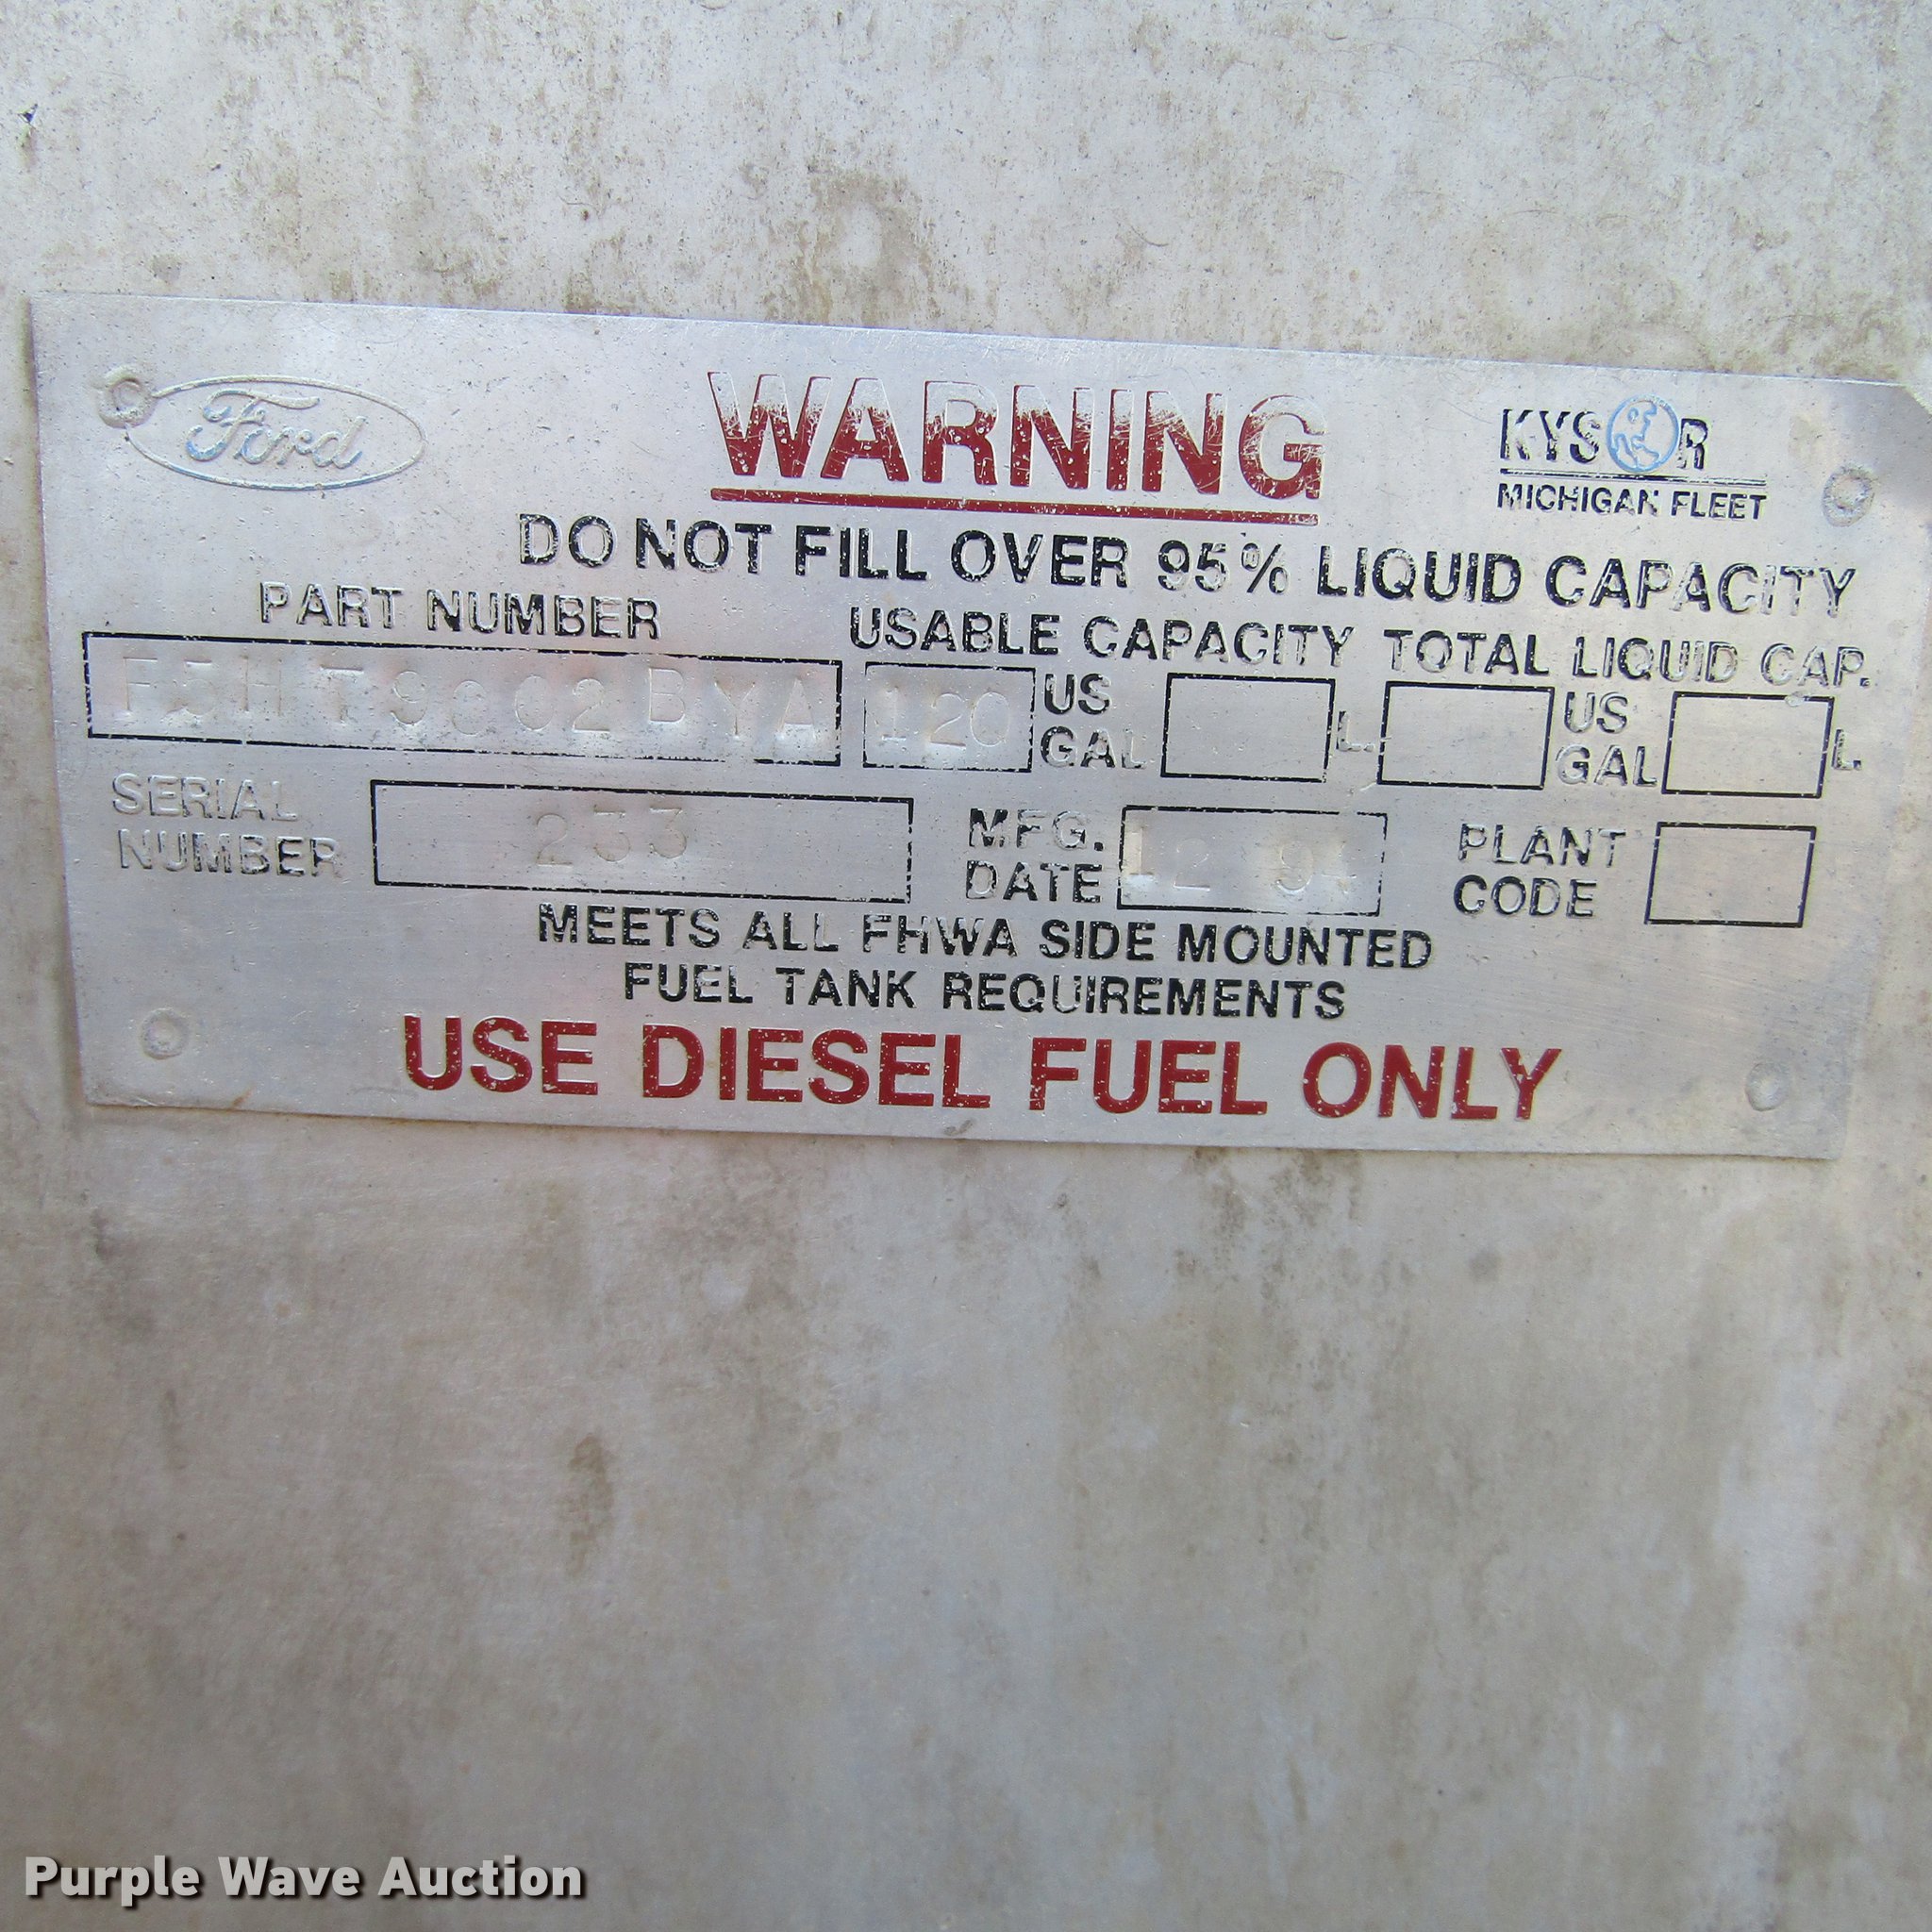 Ford
WARNING
KYSOR
MICHIGAN FLEET
DO NOT FILL OVER 95% LIQUID CAPACITY
PART NUMBER USABLE CAPACITY TOTAL LIQUID CAP.
120 US GAL L. US GAL L.
SERIAL NUMBER 233 MFG. DATE 12 94 PLANT CODE
MEETS ALL FHWA SIDE MOUNTED
FUEL TANK REQUIREMENTS
USE DIESEL FUEL ONLY
Purple Wave Auction